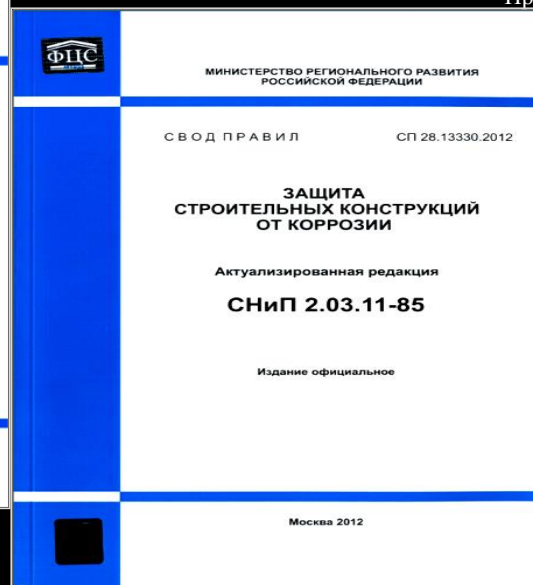 Пр
ФЦС
МИНИСТЕРСТВО РЕГИОНАЛЬНОГО РАЗВИТИЯ
РОССИЙСКОЙ ФЕДЕРАЦИИ
СВОД ПРАВИЛ СП 28.13330.2012
ЗАЩИТА
СТРОИТЕЛЬНЫХ КОНСТРУКЦИЙ
ОТ КОРРОЗИИ
Актуализированная редакция
СНиП 2.03.11-85
Издание официальное
Москва 2012